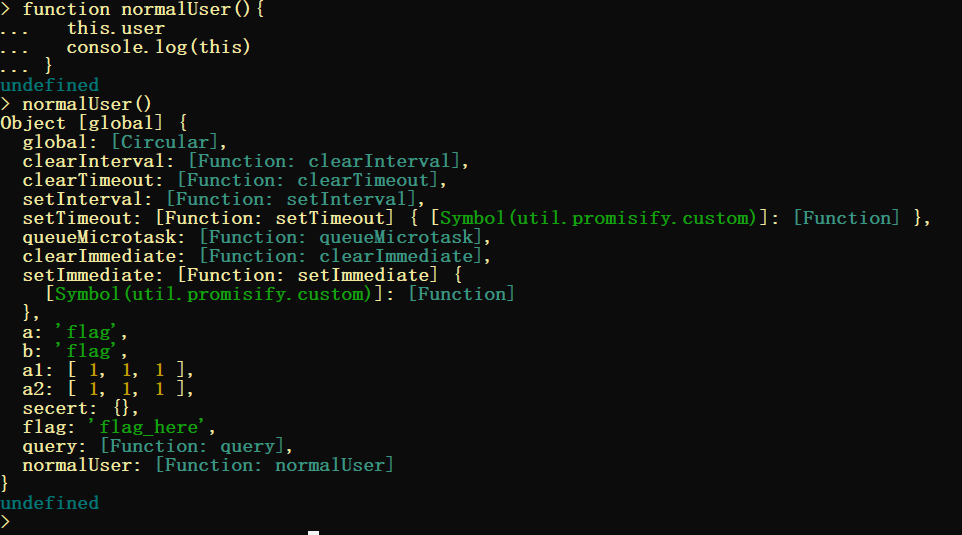 > function normalUser(){
...   this.user
...   console.log(this)
... }
undefined
> normalUser()
Object [global] {
  global: [Circular],
  clearInterval: [Function: clearInterval],
  clearTimeout: [Function: clearTimeout],
  setInterval: [Function: setInterval],
  setTimeout: [Function: setTimeout] { [Symbol(util.promisify.custom)]: [Function] },
  queueMicrotask: [Function: queueMicrotask],
  clearImmediate: [Function: clearImmediate],
  setImmediate: [Function: setImmediate] {
    [Symbol(util.promisify.custom)]: [Function]
  },
  a: 'flag',
  b: 'flag',
  a1: [ 1, 1, 1 ],
  a2: [ 1, 1, 1 ],
  secert: {},
  flag: 'flag_here',
  query: [Function: query],
  normalUser: [Function: normalUser]
}
undefined
>